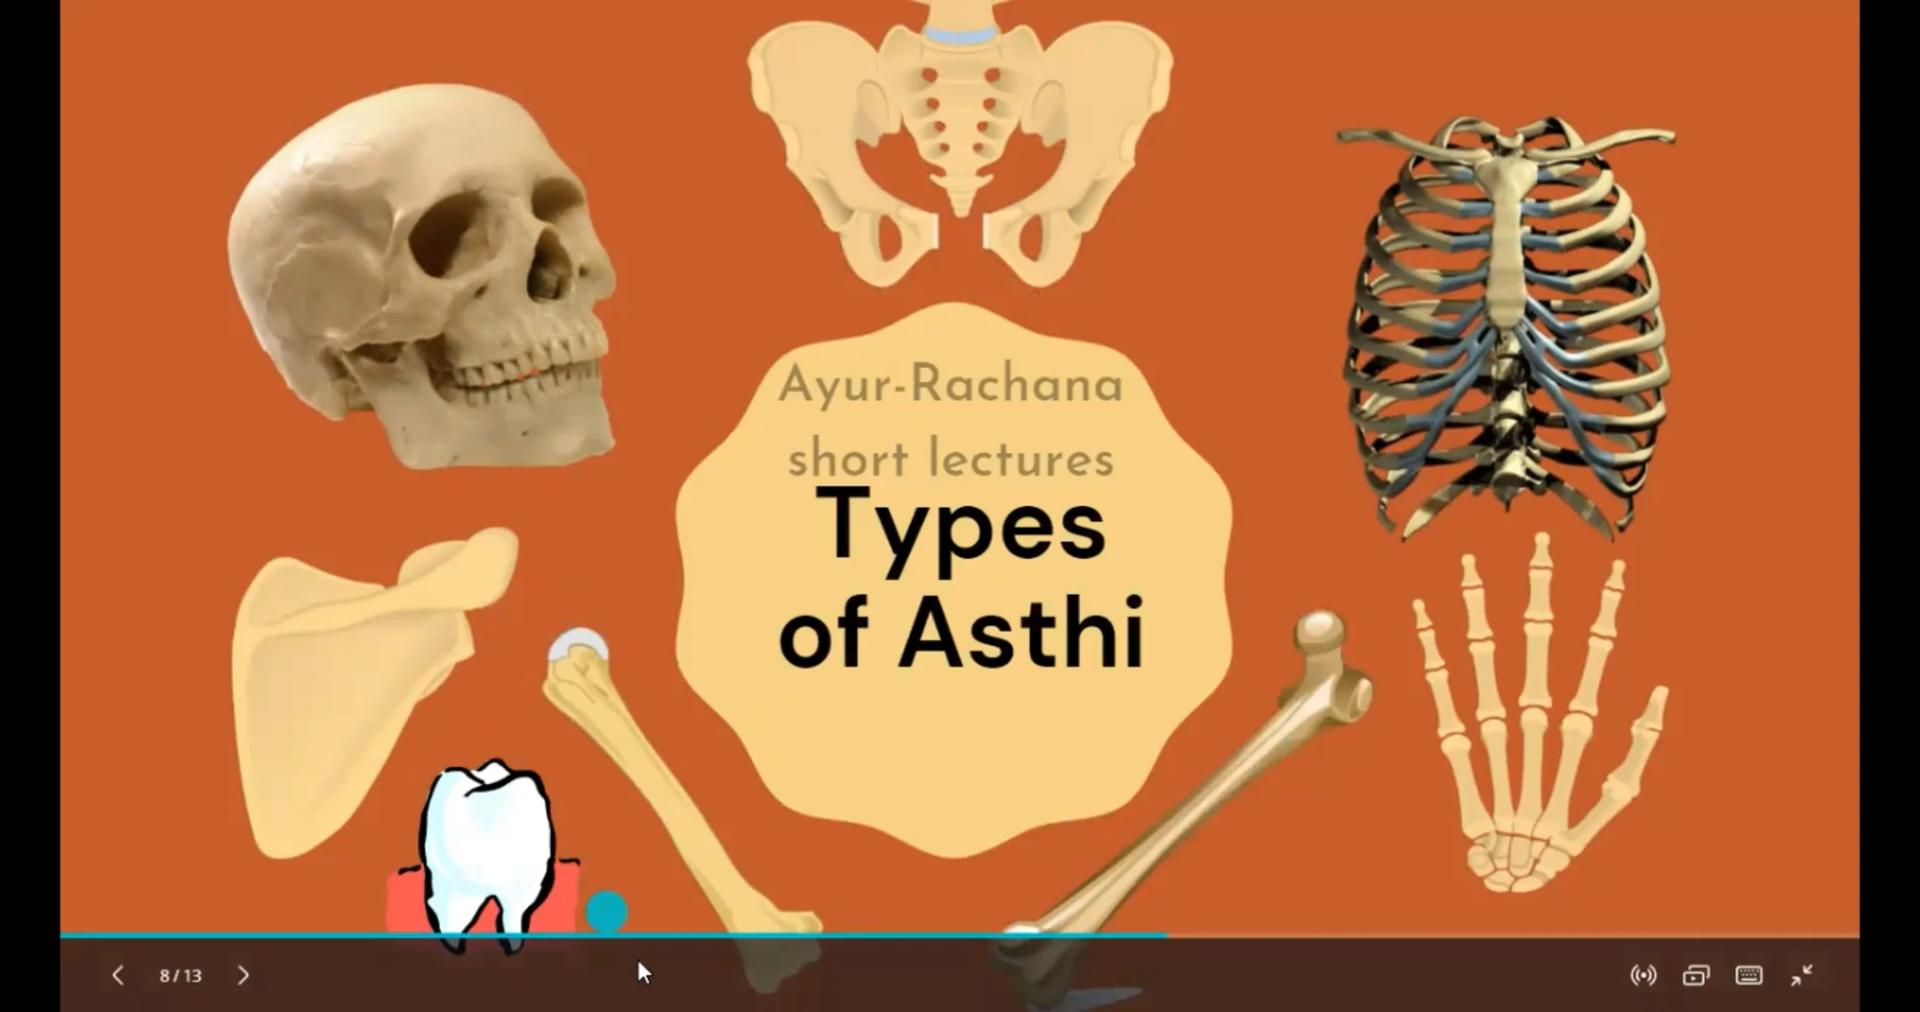 Ayur-Rachana
short lectures
Types
of Asthi
8 / 13